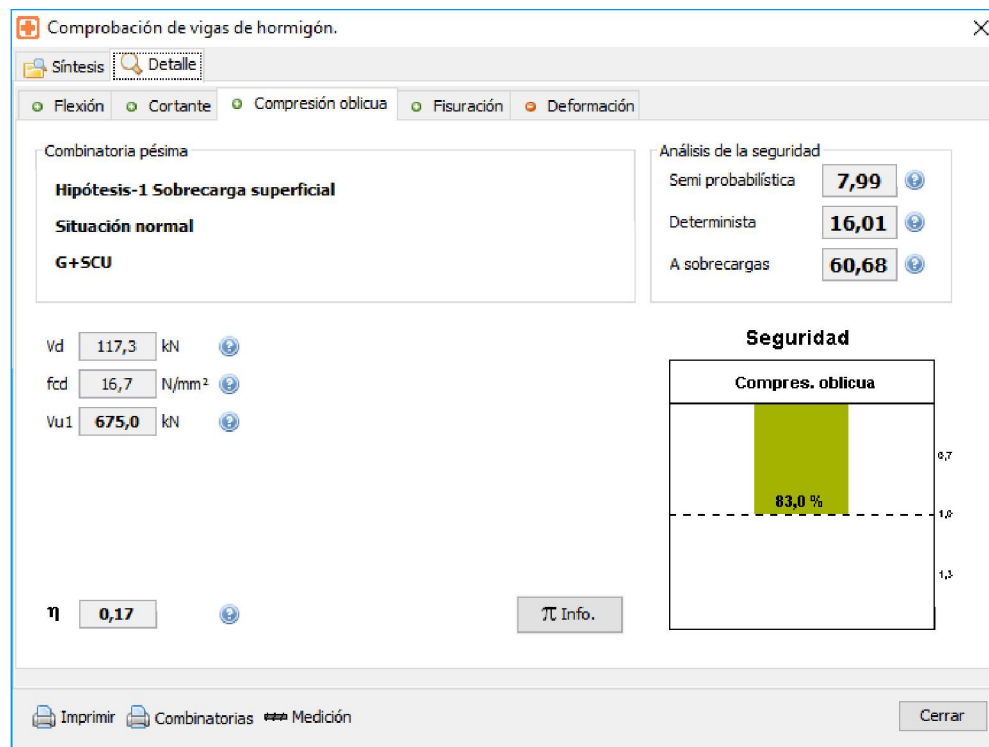 Comprobación de vigas de hormigón.
Síntesis Detalle
Flexión Cortante Compresión oblicua Fisuración Deformación
Combinatoria pésima
Hipótesis-1 Sobrecarga superficial
Situación normal
G+SCU
Análisis de la seguridad
Semi probabilística 7,99
Determinista 16,01
A sobrecargas 60,68
Vd 117,3 kN
fcd 16,7 N/mm²
Vu1 675,0 kN
η 0,17
π Info.
Seguridad
Compres. oblicua
0,7
83,0 %
1,0
1,3
Imprimir Combinatorias Medición
Cerrar